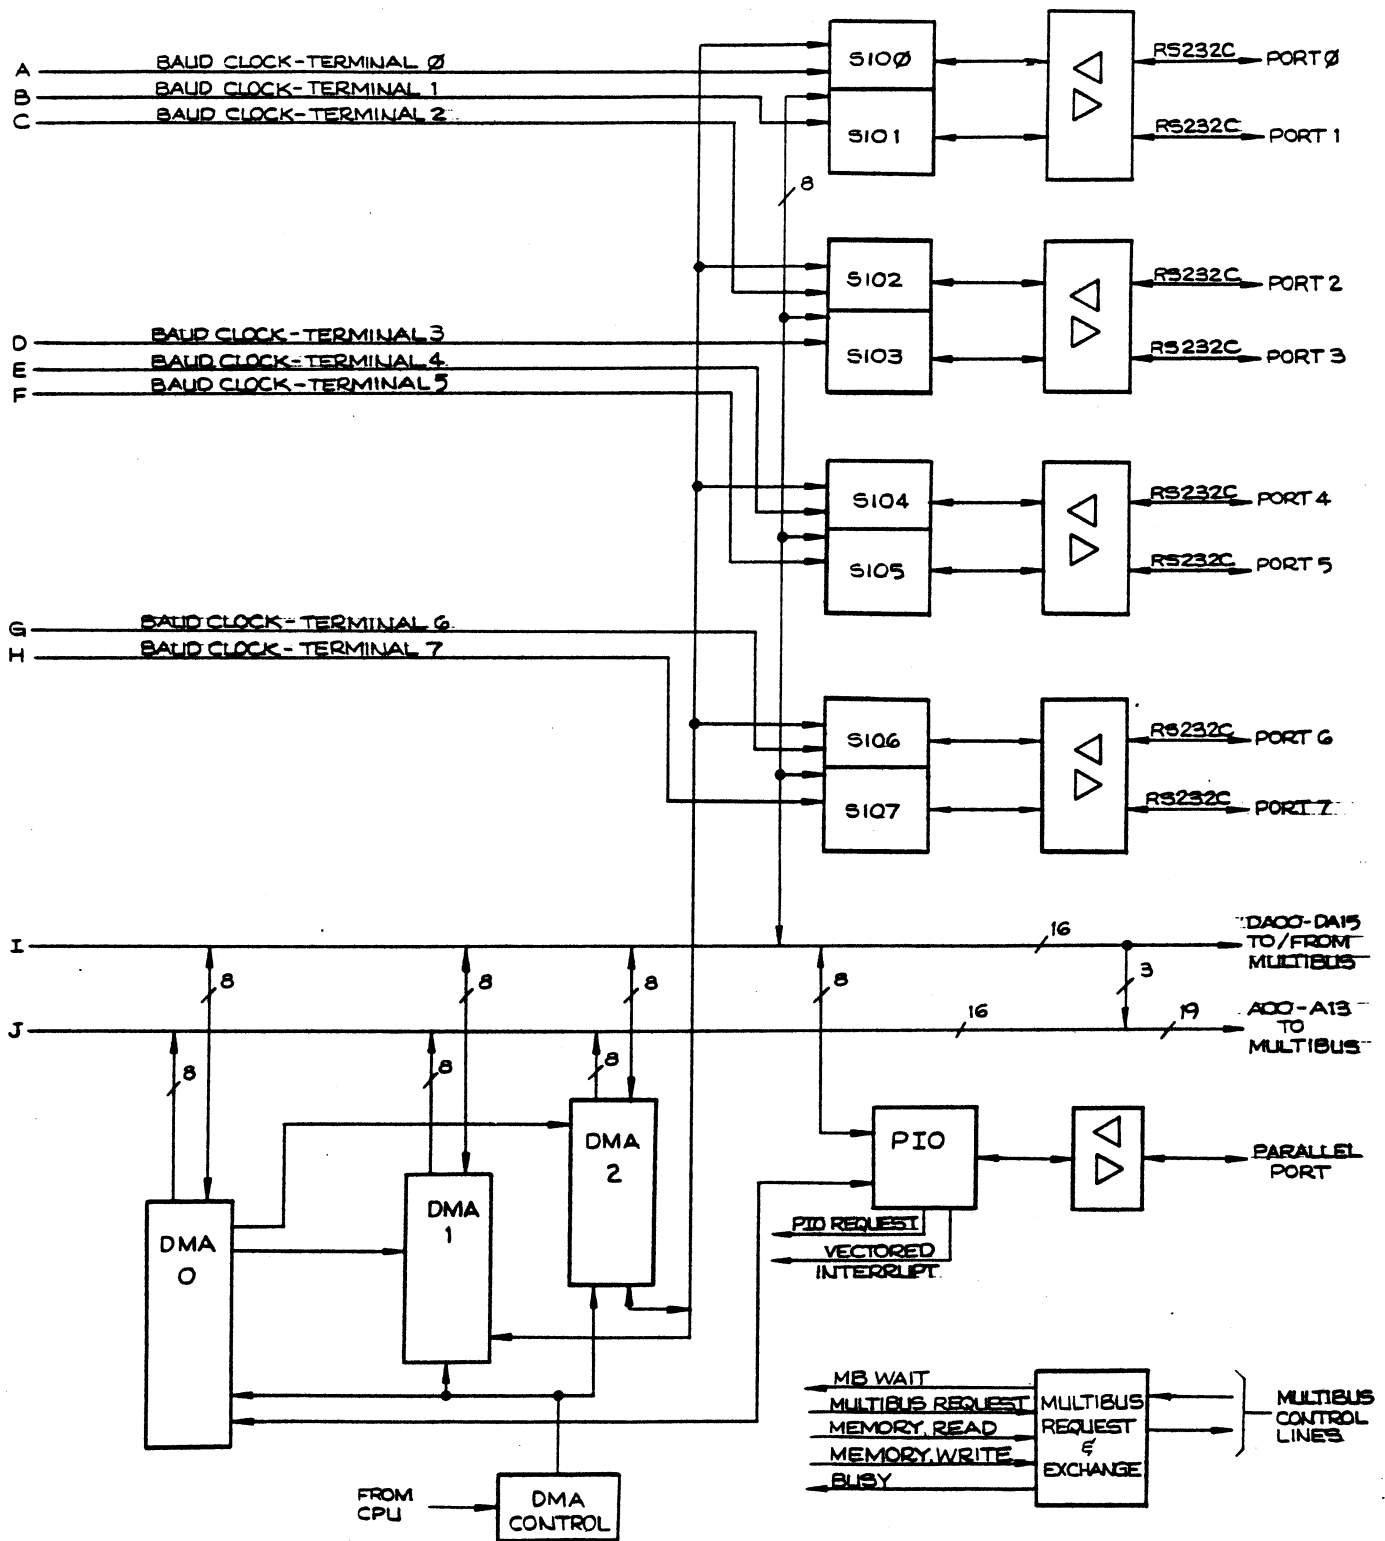 A BAUD CLOCK-TERMINAL Ø
B BAUD CLOCK-TERMINAL 1
C BAUD CLOCK-TERMINAL 2
SIOØ
SIO1
RS232C PORT Ø
RS232C PORT 1
8
SIO2
SIO3
RS232C PORT 2
RS232C PORT 3
D BAUD CLOCK-TERMINAL 3
E BAUD CLOCK-TERMINAL 4
F BAUD CLOCK-TERMINAL 5
SIO4
SIO5
RS232C PORT 4
RS232C PORT 5
G BAUD CLOCK-TERMINAL 6
H BAUD CLOCK-TERMINAL 7
SIO6
SIO7
RS232C PORT 6
RS232C PORT 7
I
16
DA00-DA15
TO/FROM
MULTIBUS
8
8
8
8
3
J
16
19
A00-A13
TO
MULTIBUS
8
8
8
DMA
0
DMA
1
DMA
2
PIO
PARALLEL
PORT
PIO REQUEST
VECTORED
INTERRUPT
MB WAIT
MULTIBUS REQUEST
MEMORY READ
MEMORY WRITE
BUSY
MULTIBUS
REQUEST
&
EXCHANGE
MULTIBUS
CONTROL
LINES
FROM
CPU
DMA
CONTROL